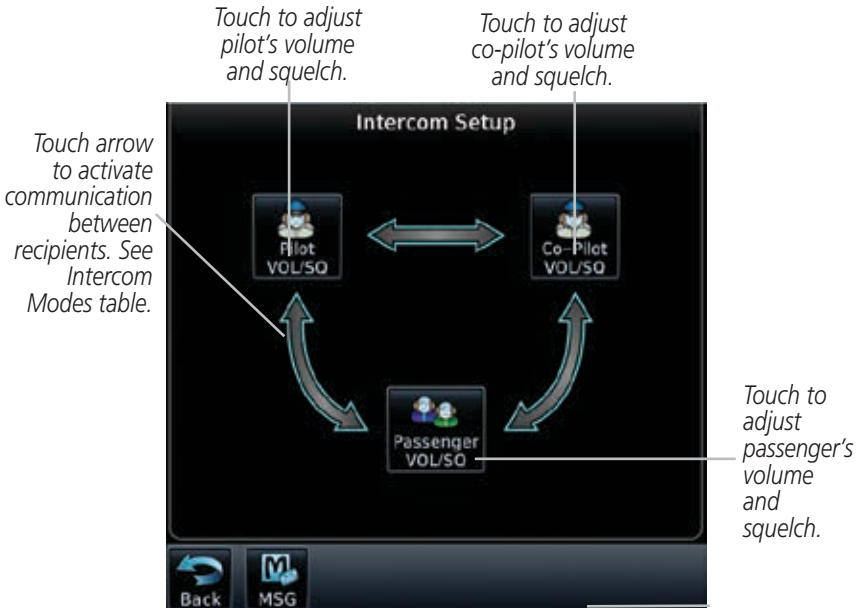 Touch to adjust
pilot’s volume
and squelch.
Touch to adjust
co-pilot’s volume
and squelch.
Intercom Setup
Touch arrow
to activate
communication
between
recipients. See
Intercom
Modes table.
Pilot
VOL/SQ
Co-Pilot
VOL/SQ
Passenger
VOL/SQ
Touch to
adjust
passenger’s
volume
and
squelch.
Back
MSG